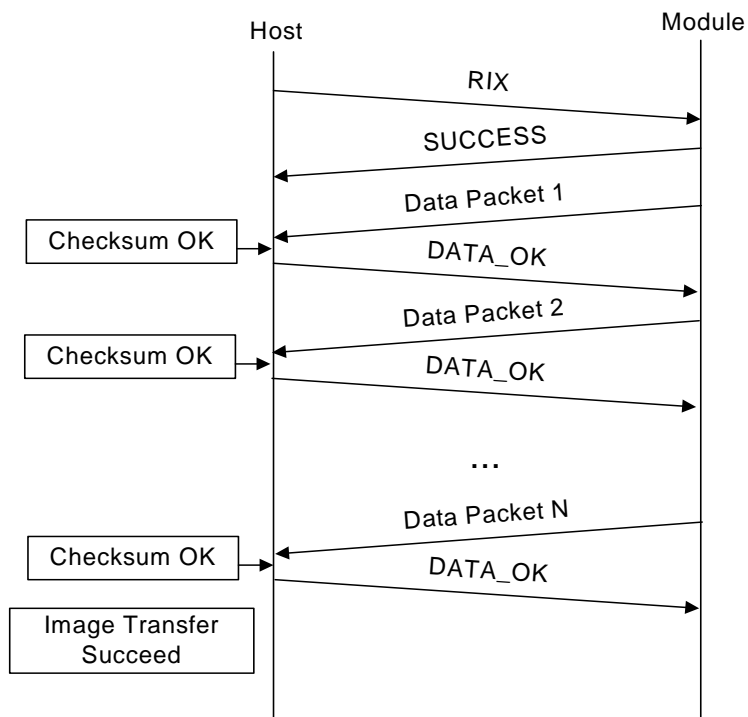 Host
Module
RIX
SUCCESS
Data Packet 1
Checksum OK
DATA_OK
Data Packet 2
Checksum OK
DATA_OK
...
Data Packet N
Checksum OK
DATA_OK
Image Transfer
Succeed